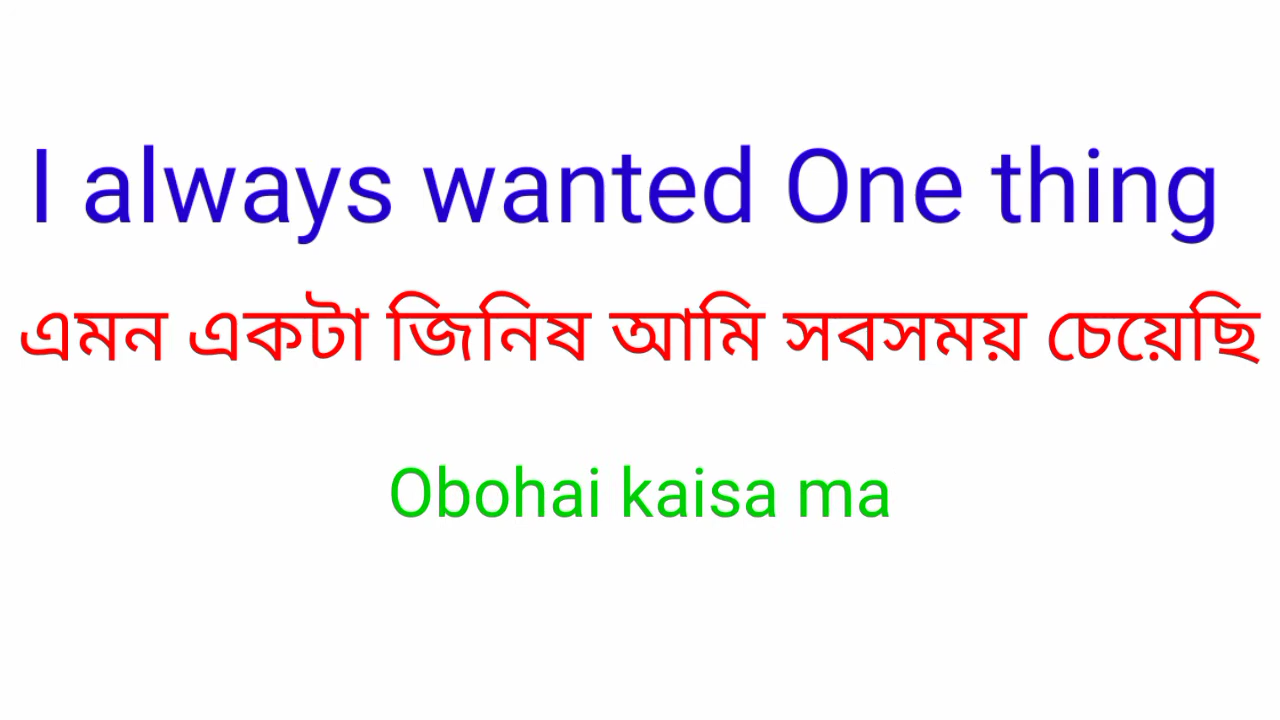 I always wanted One thing
এমন একটা জিনিষ আমি সবসময় চেয়েছি
Obohai kaisa ma